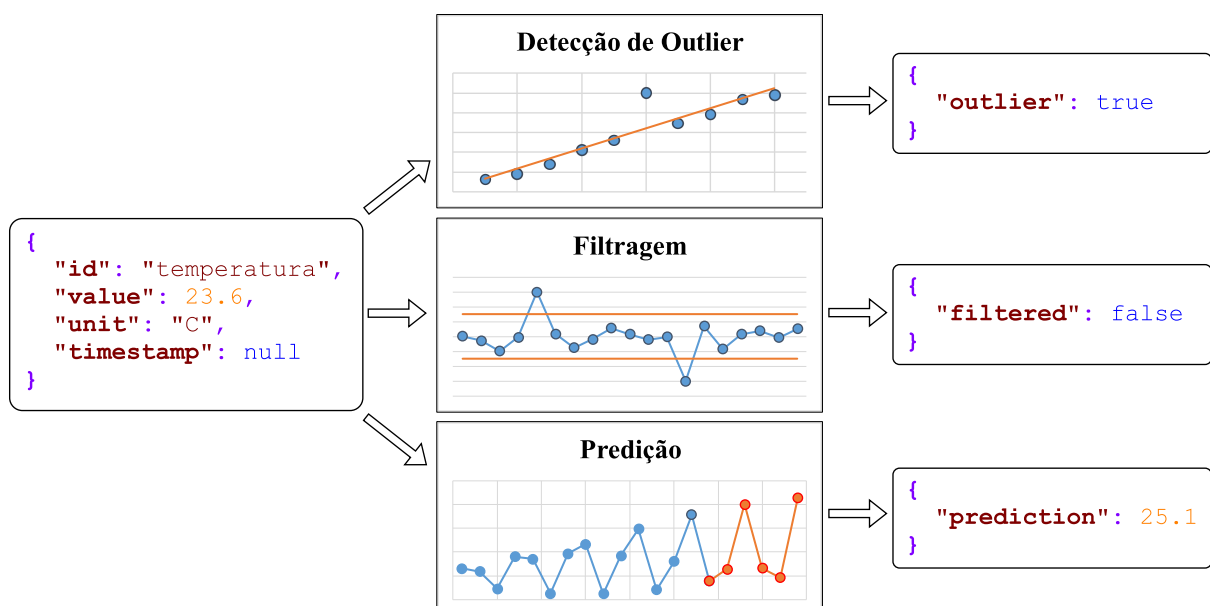 {
"id": "temperatura",
"value": 23.6,
"unit": "C",
"timestamp": null
}
Detecção de Outlier
{
"outlier": true
}
Filtragem
{
"filtered": false
}
Predição
{
"prediction": 25.1
}